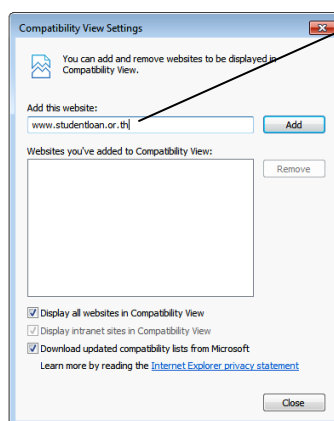 Compatibility View Settings
You can add and remove websites to be displayed in
Compatibility View.
Add this website:
www.studentloan.or.th
Add
Websites you've added to Compatibility View:
Remove
Display all websites in Compatibility View
Display intranet sites in Compatibility View
Download updated compatibility lists from Microsoft
Learn more by reading the Internet Explorer privacy statement
Close